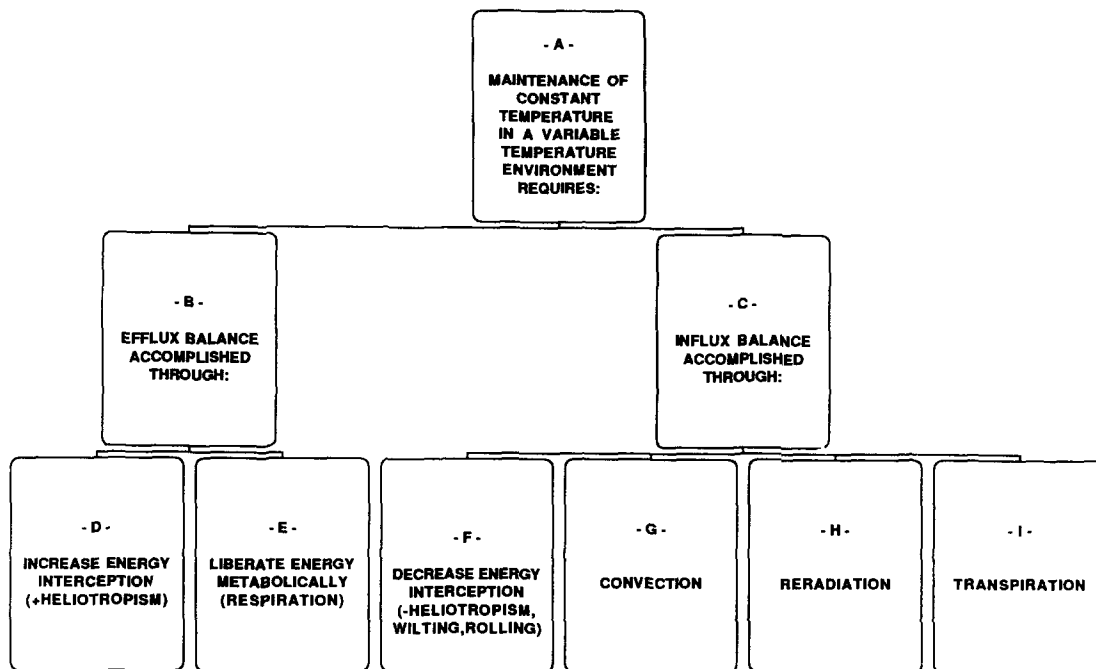 - A -
MAINTENANCE OF
CONSTANT
TEMPERATURE
IN A VARIABLE
TEMPERATURE
ENVIRONMENT
REQUIRES:
- B -
EFFLUX BALANCE
ACCOMPLISHED
THROUGH:
- C -
INFLUX BALANCE
ACCOMPLISHED
THROUGH:
- D -
INCREASE ENERGY
INTERCEPTION
(+HELIOTROPISM)
- E -
LIBERATE ENERGY
METABOLICALLY
(RESPIRATION)
- F -
DECREASE ENERGY
INTERCEPTION
(-HELIOTROPISM,
WILTING,ROLLING)
- G -
CONVECTION
- H -
RERADIATION
- I -
TRANSPIRATION